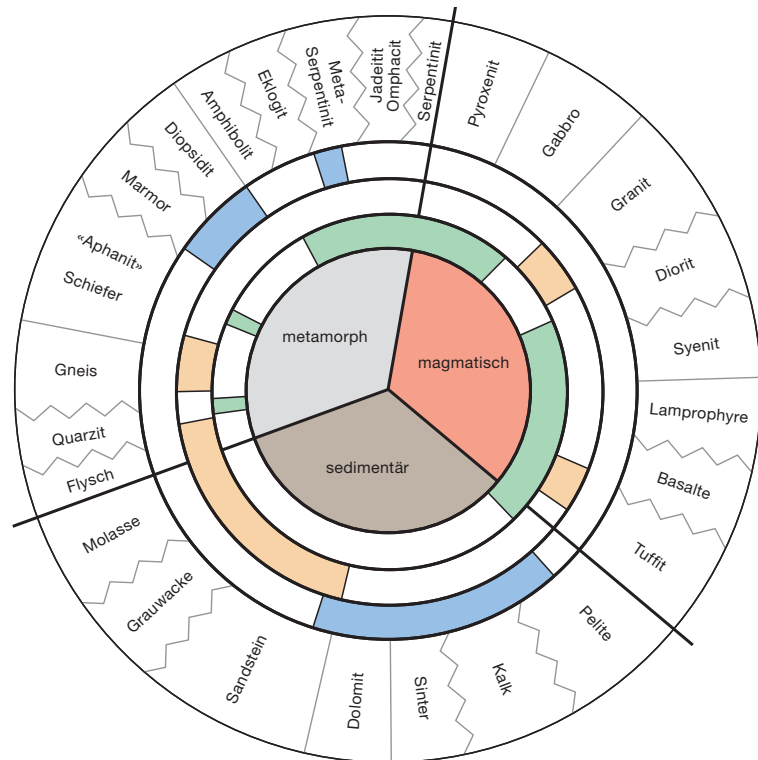 Serpentinit
Pyroxenit
Gabbro
Granit
Diorit
Syenit
Lamprophyre
Basalte
Tuffit
Pelite
Kalk
Sinter
Dolomit
Sandstein
Grauwacke
Molasse
Flysch
Quarzit
Gneis
«Aphanit»
Schiefer
Marmor
Diopsidit
Amphibolit
Eklogit
Meta-
Serpentinit
Jadeitit
Omphacit
metamorph
magmatisch
sedimentär